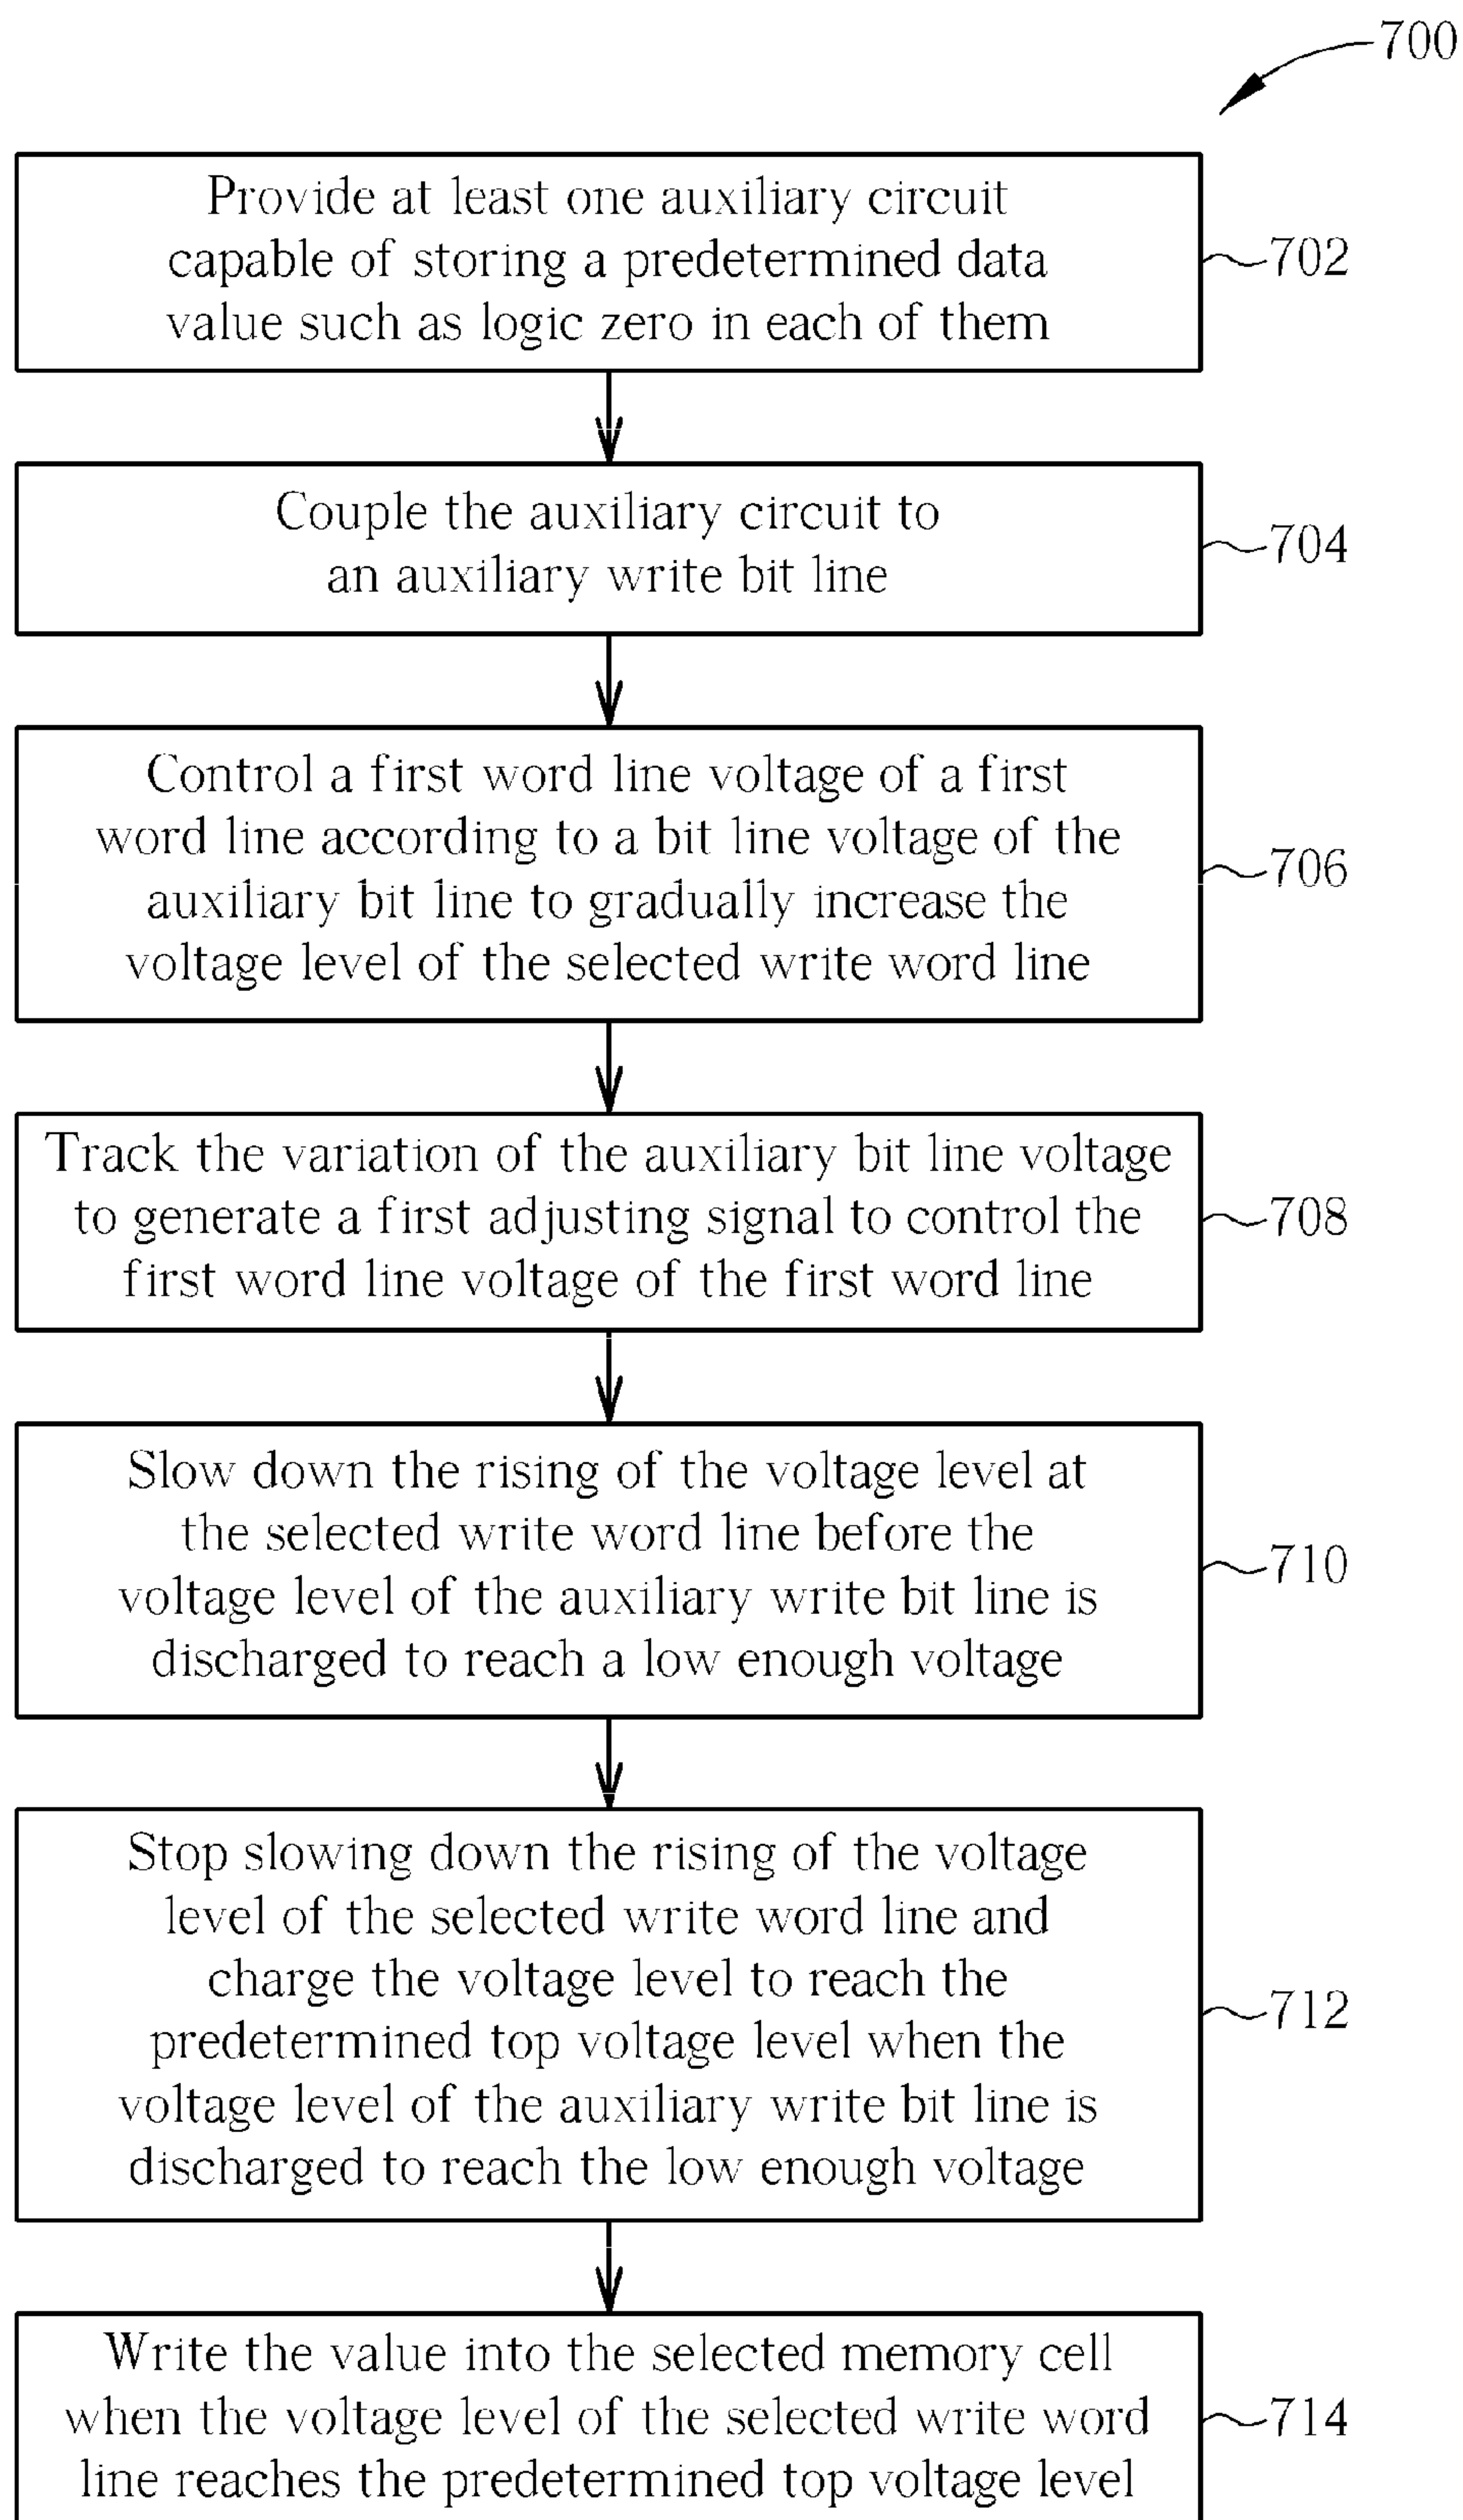 700
Provide at least one auxiliary circuit
capable of storing a predetermined data
value such as logic zero in each of them
702
Couple the auxiliary circuit to
an auxiliary write bit line
704
Control a first word line voltage of a first
word line according to a bit line voltage of the
auxiliary bit line to gradually increase the
voltage level of the selected write word line
706
Track the variation of the auxiliary bit line voltage
to generate a first adjusting signal to control the
first word line voltage of the first word line
708
Slow down the rising of the voltage level at
the selected write word line before the
voltage level of the auxiliary write bit line is
discharged to reach a low enough voltage
710
Stop slowing down the rising of the voltage
level of the selected write word line and
charge the voltage level to reach the
predetermined top voltage level when the
voltage level of the auxiliary write bit line is
discharged to reach the low enough voltage
712
Write the value into the selected memory cell
when the voltage level of the selected write word
line reaches the predetermined top voltage level
714